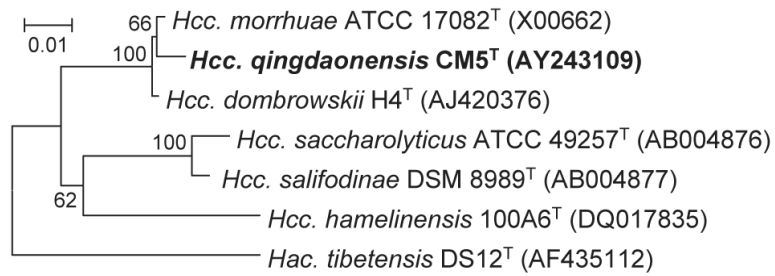 66 Hcc. morrhuae ATCC 17082ᵀ (X00662)
0.01
100 Hcc. qingdaonensis CM5ᵀ (AY243109)
Hcc. dombrowskii H4ᵀ (AJ420376)
100 Hcc. saccharolyticus ATCC 49257ᵀ (AB004876)
Hcc. salifodinae DSM 8989ᵀ (AB004877)
62 Hcc. hamelinensis 100A6ᵀ (DQ017835)
Hac. tibetensis DS12ᵀ (AF435112)